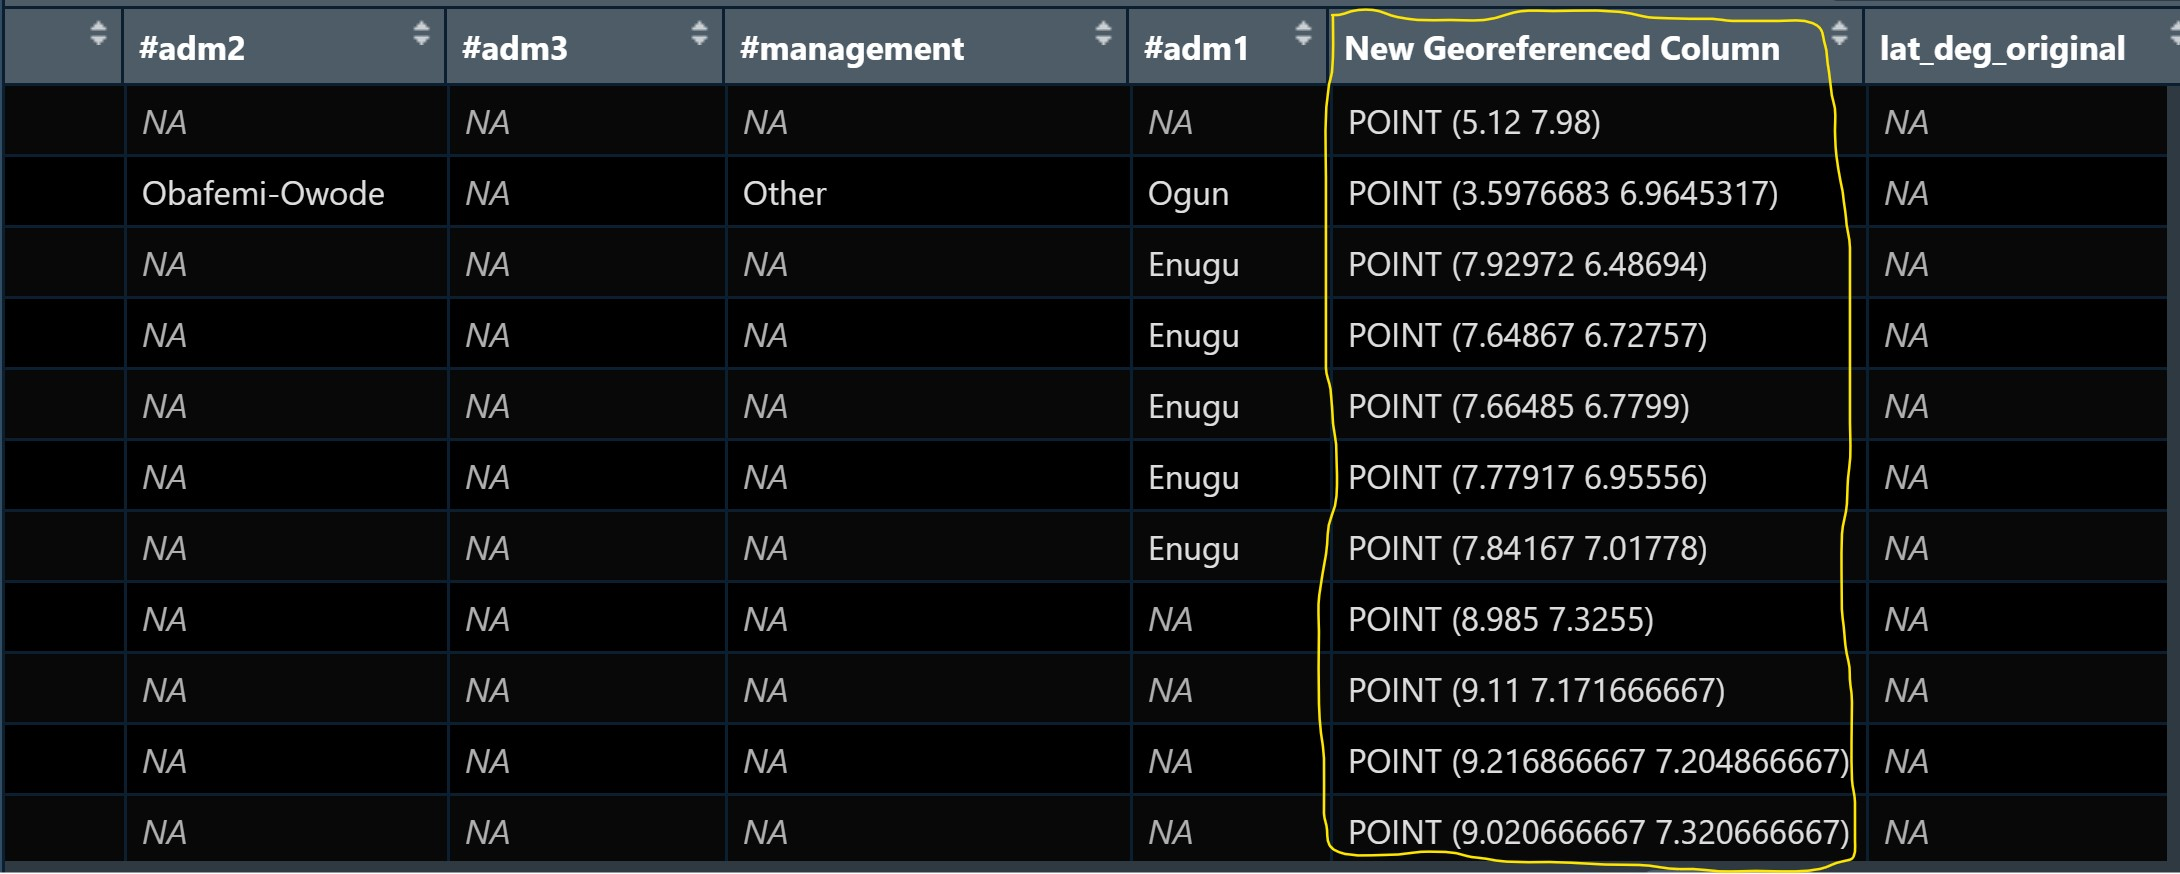 #adm2 #adm3 #management #adm1 New Georeferenced Column lat_deg_original
NA NA NA NA POINT (5.12 7.98) NA
Obafemi-Owode NA Other Ogun POINT (3.5976683 6.9645317) NA
NA NA NA Enugu POINT (7.92972 6.48694) NA
NA NA NA Enugu POINT (7.64867 6.72757) NA
NA NA NA Enugu POINT (7.66485 6.7799) NA
NA NA NA Enugu POINT (7.77917 6.95556) NA
NA NA NA Enugu POINT (7.84167 7.01778) NA
NA NA NA NA POINT (8.985 7.3255) NA
NA NA NA NA POINT (9.11 7.171666667) NA
NA NA NA NA POINT (9.216866667 7.204866667) NA
NA NA NA NA POINT (9.020666667 7.320666667) NA